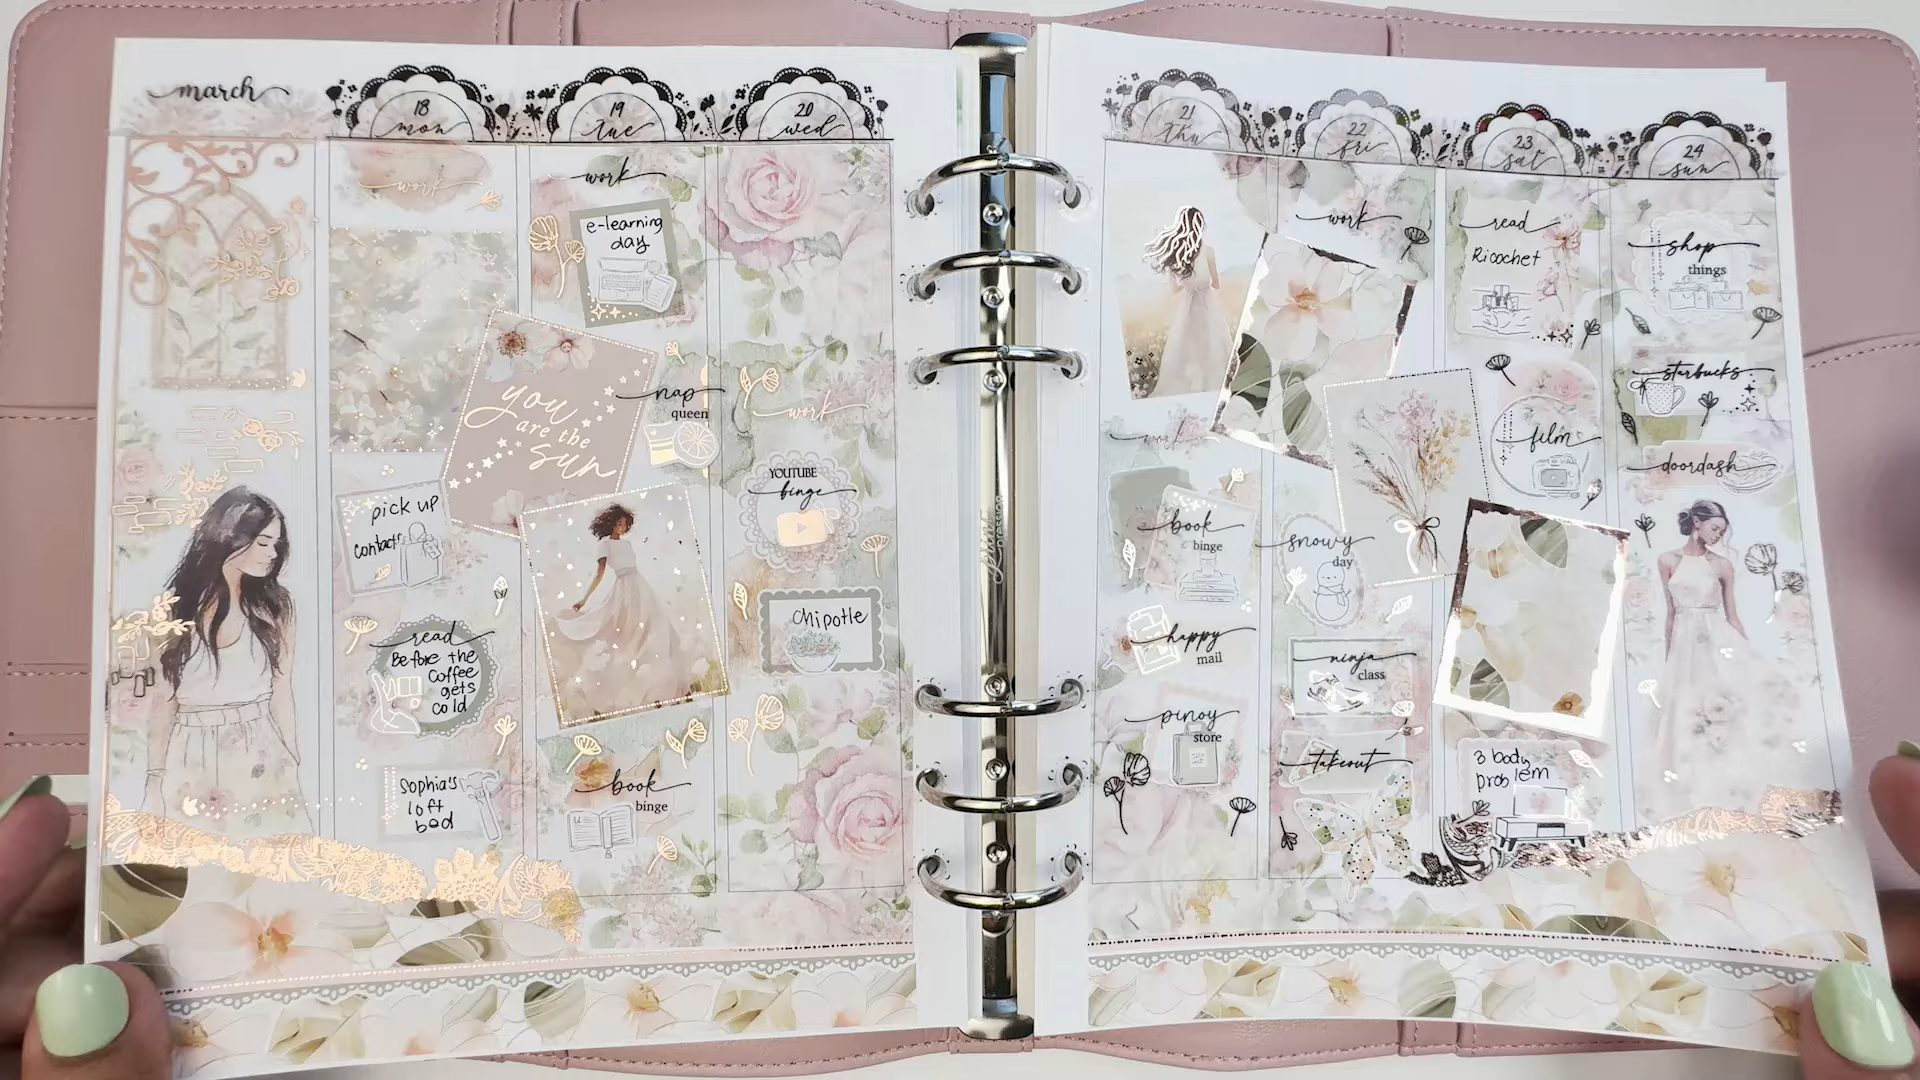 march
18
mon
work
pick up
contacts
read
Before the
coffee
gets
cold
Sophia's
loft
bed
19
tue
work
e-learning
day
you
are the
sun
nap
queen
book
binge
20
wed
work
YOUTUBE
binge
Chipotle
21
thu
work
book
binge
happy
mail
pinoy
store
22
fri
work
snowy
day
ninja
class
takeout
23
sat
read
Ricochet
film
3 body
problem
24
sun
shop
things
starbucks
doordash